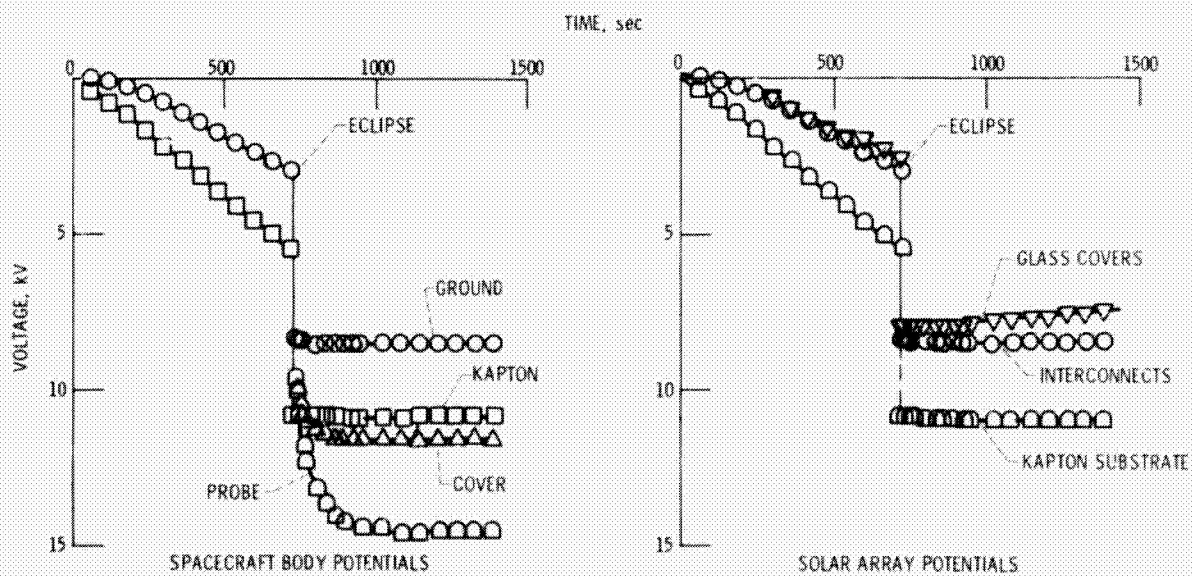 TIME, sec
0 500 1000 1500
ECLIPSE
GROUND
KAPTON
COVER
PROBE
VOLTAGE, kV
5
10
15
SPACECRAFT BODY POTENTIALS
0 500 1000 1500
ECLIPSE
GLASS COVERS
INTERCONNECTS
KAPTON SUBSTRATE
5
10
15
SOLAR ARRAY POTENTIALS